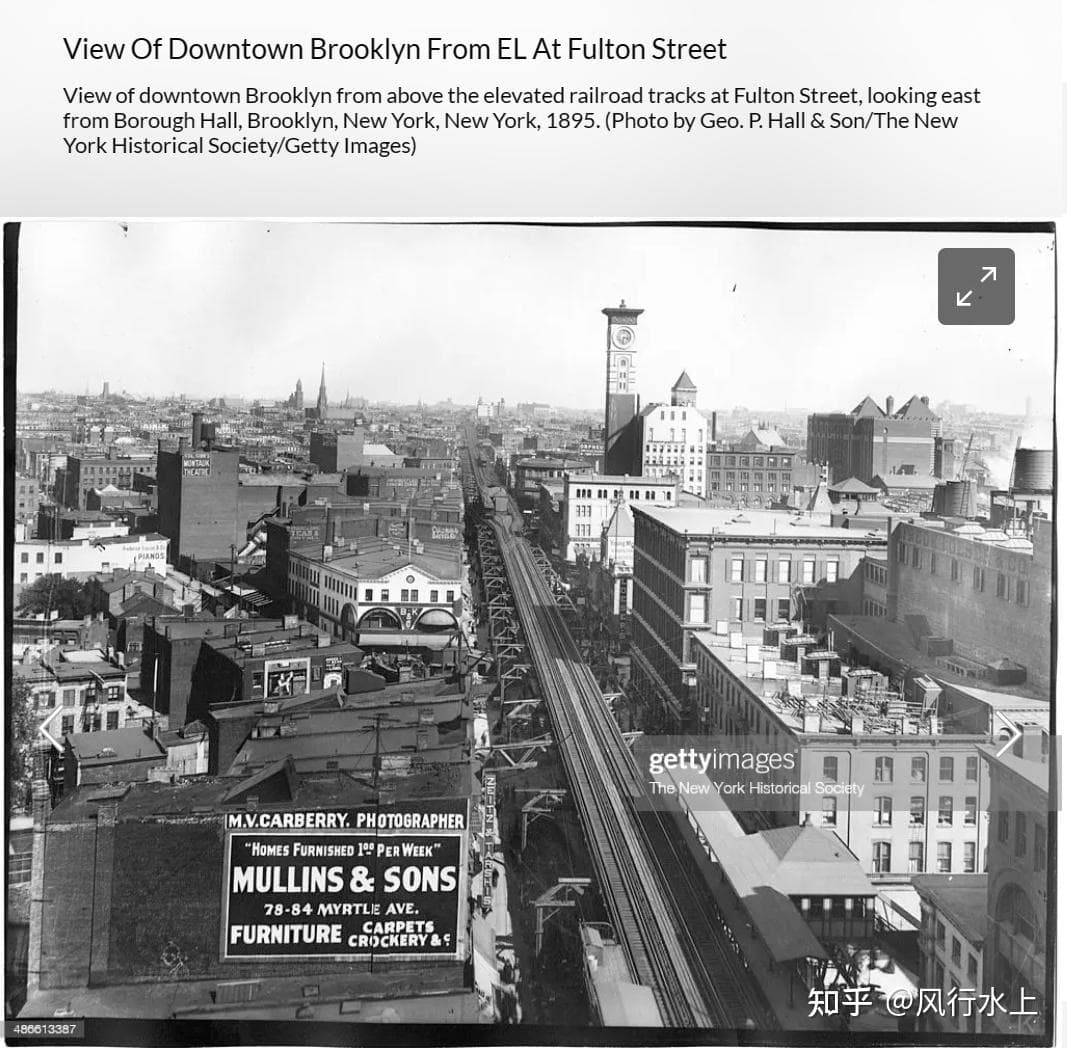 View Of Downtown Brooklyn From EL At Fulton Street
View of downtown Brooklyn from above the elevated railroad tracks at Fulton Street, looking east
from Borough Hall, Brooklyn, New York, New York, 1895. (Photo by Geo. P. Hall & Son/The New
York Historical Society/Getty Images)
MONTAUK
THEATRE
PIANOS
B&K
gettyimages
The New York Historical Society
M.V.CARBERRY. PHOTOGRAPHER
"HOMES FURNISHED 1⁰⁰ PER WEEK"
MULLINS & SONS
78-84 MYRTLE AVE.
FURNITURE CARPETS
CROCKERY & C
知乎 @风行水上
486613387